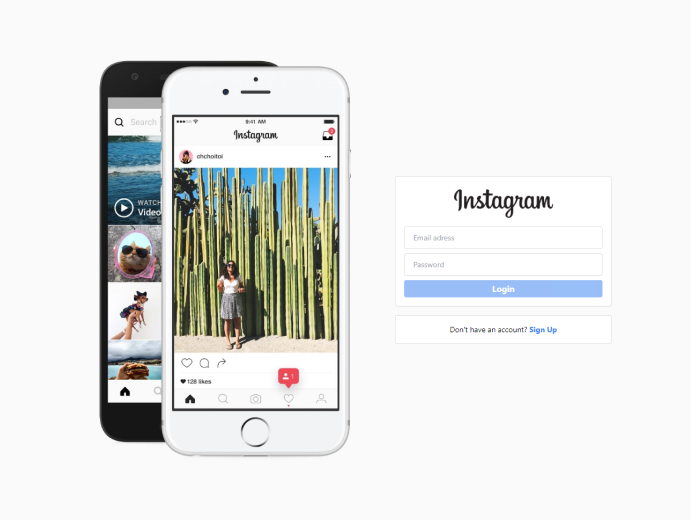 Search
WATCH
Video
9:41 AM
Instagram
chchoitoi
128 likes
1
Instagram
Email adress
Password
Login
Don't have an account? Sign Up